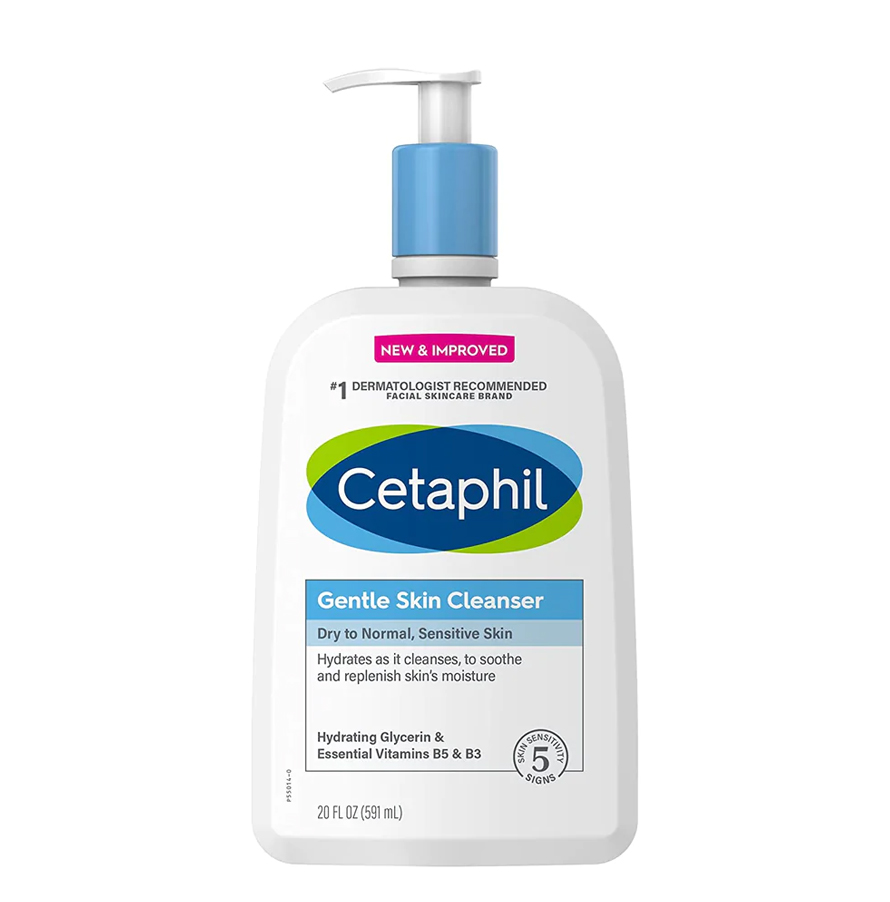 NEW & IMPROVED
#1 DERMATOLOGIST RECOMMENDED
FACIAL SKINCARE BRAND
Cetaphil
Gentle Skin Cleanser
Dry to Normal, Sensitive Skin
Hydrates as it cleanses, to soothe
and replenish skin's moisture
Hydrating Glycerin &
Essential Vitamins B5 & B3
SKIN SENSITIVITY
5
SIGNS
P55014-0
20 FL OZ (591 mL)